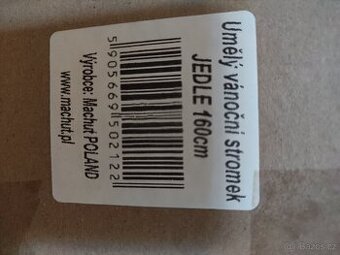 Umělý vánoční stromek
JEDLE 160cm
5905669502122
Výrobce: Machut POLAND
www.machut.pl